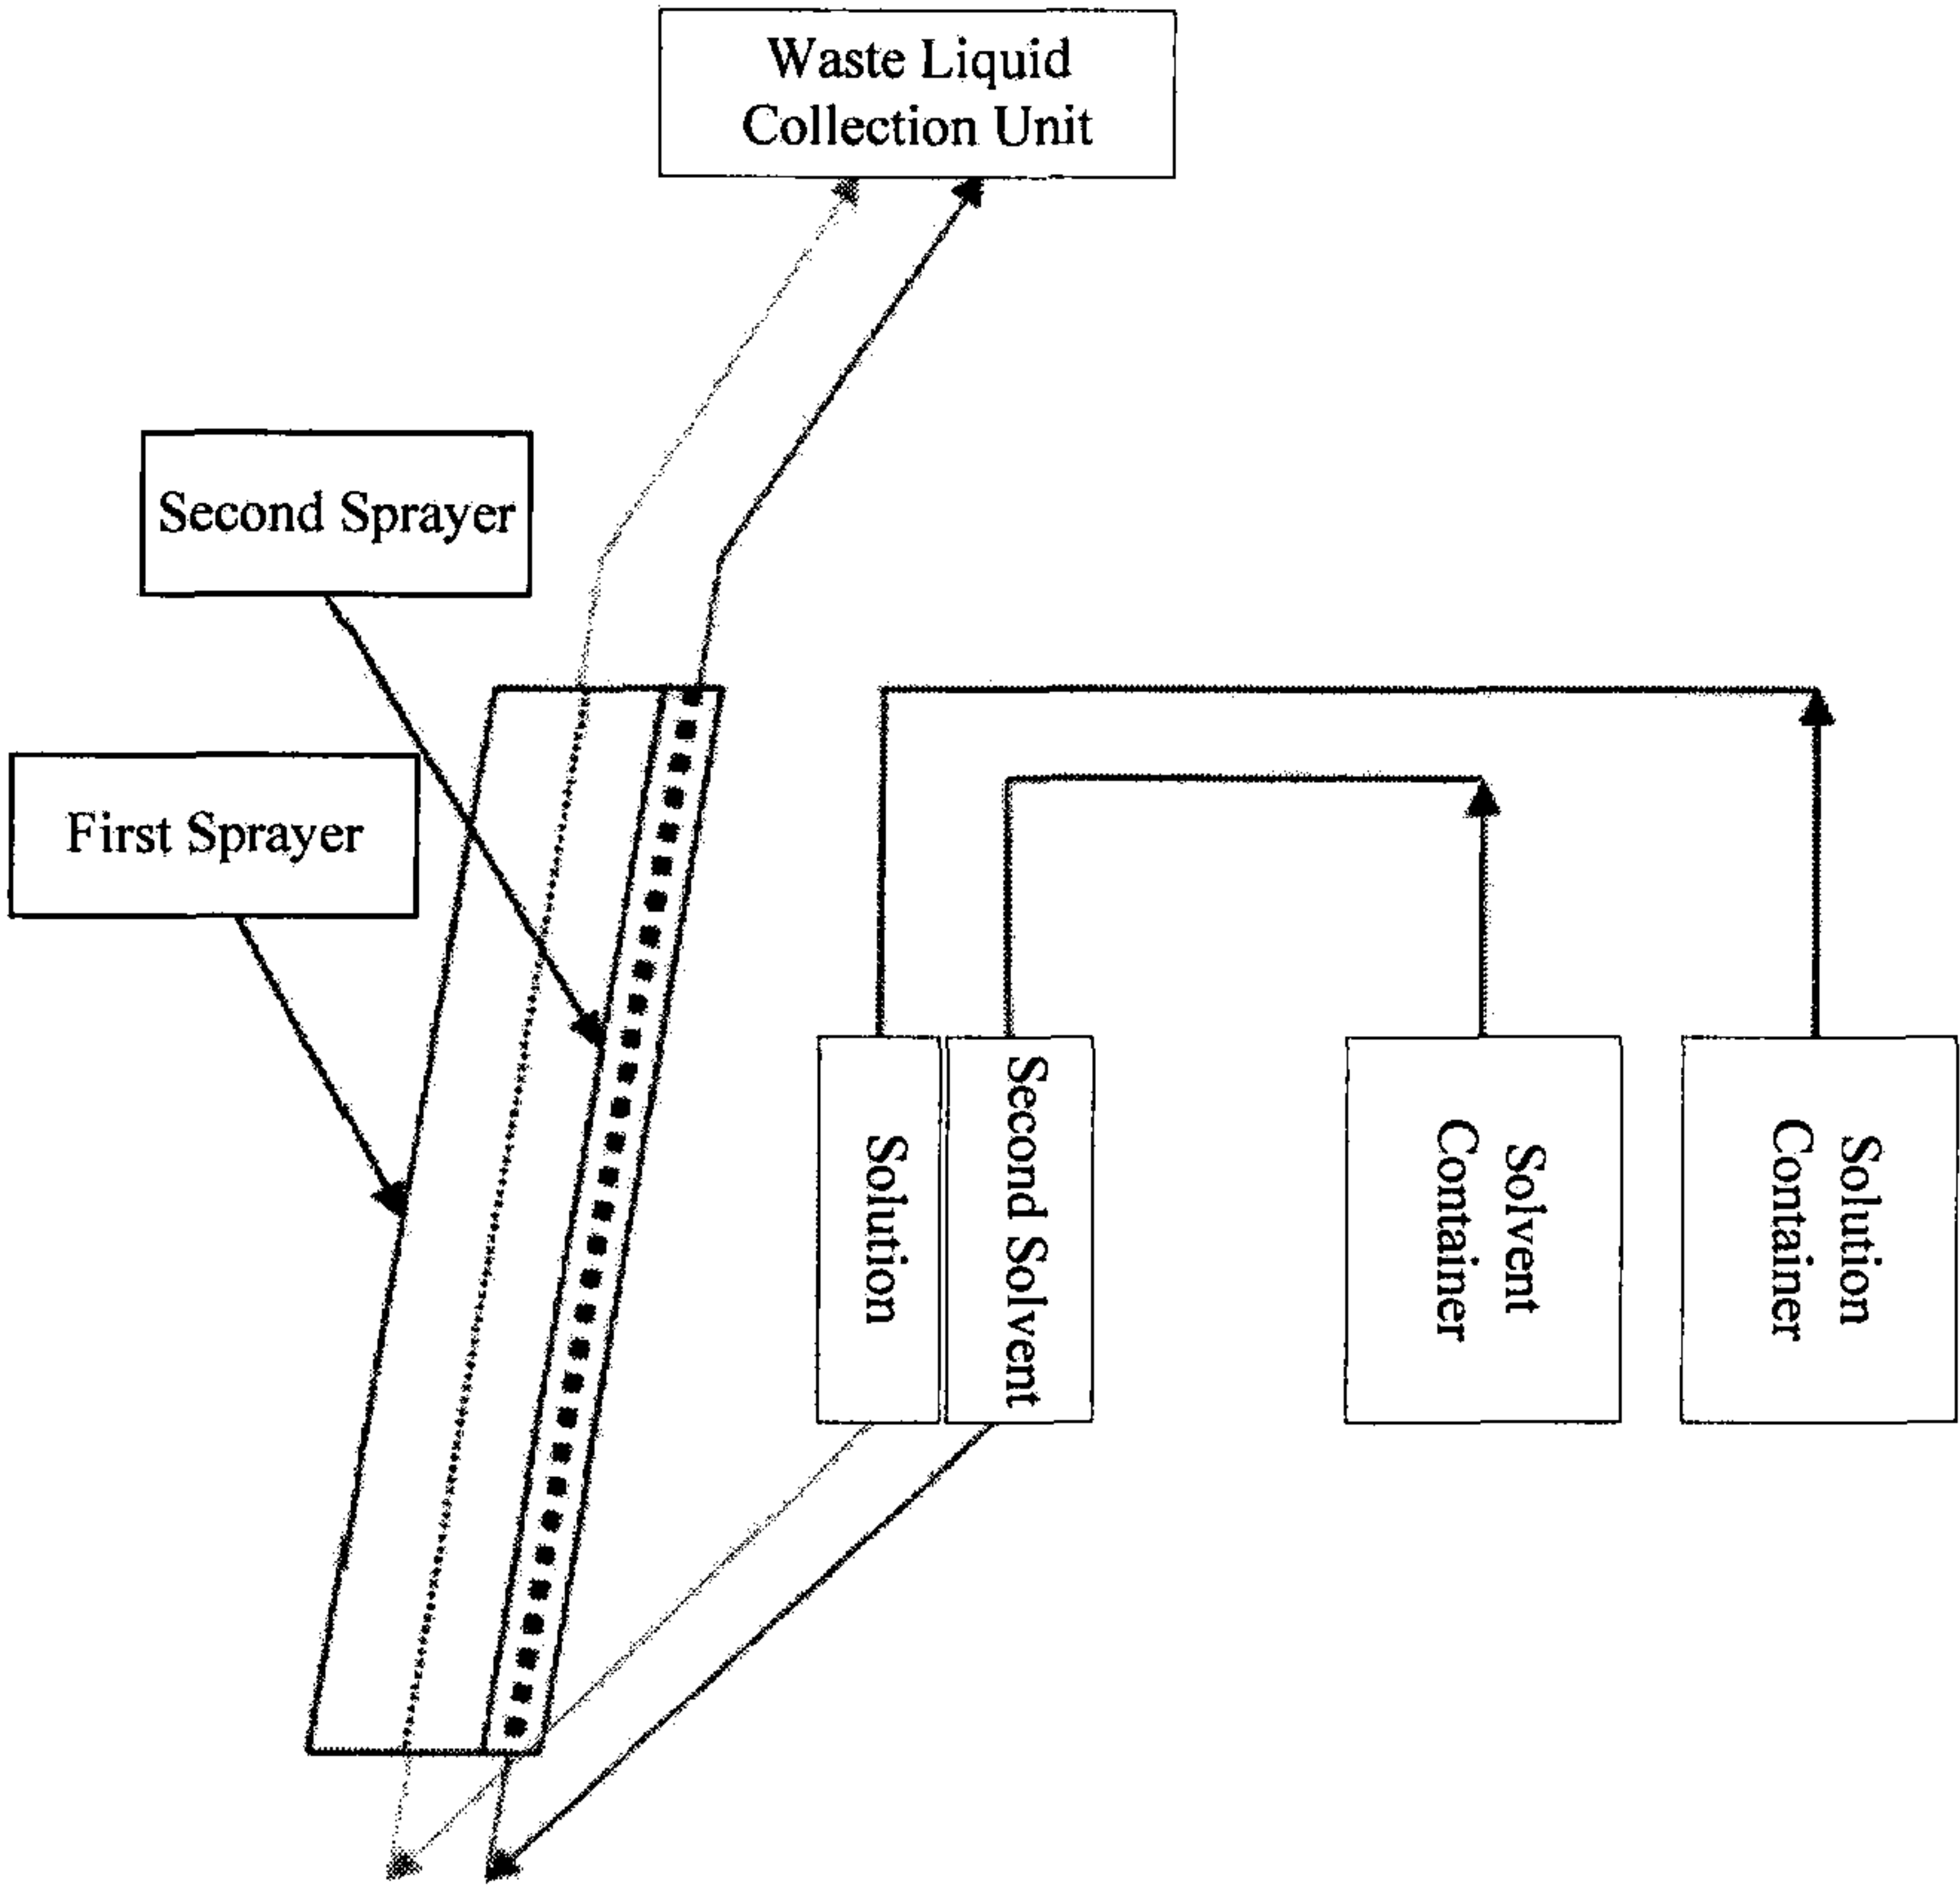 Waste Liquid
Collection Unit
Second Sprayer
First Sprayer
Solution
Second Solvent
Solvent
Container
Solution
Container